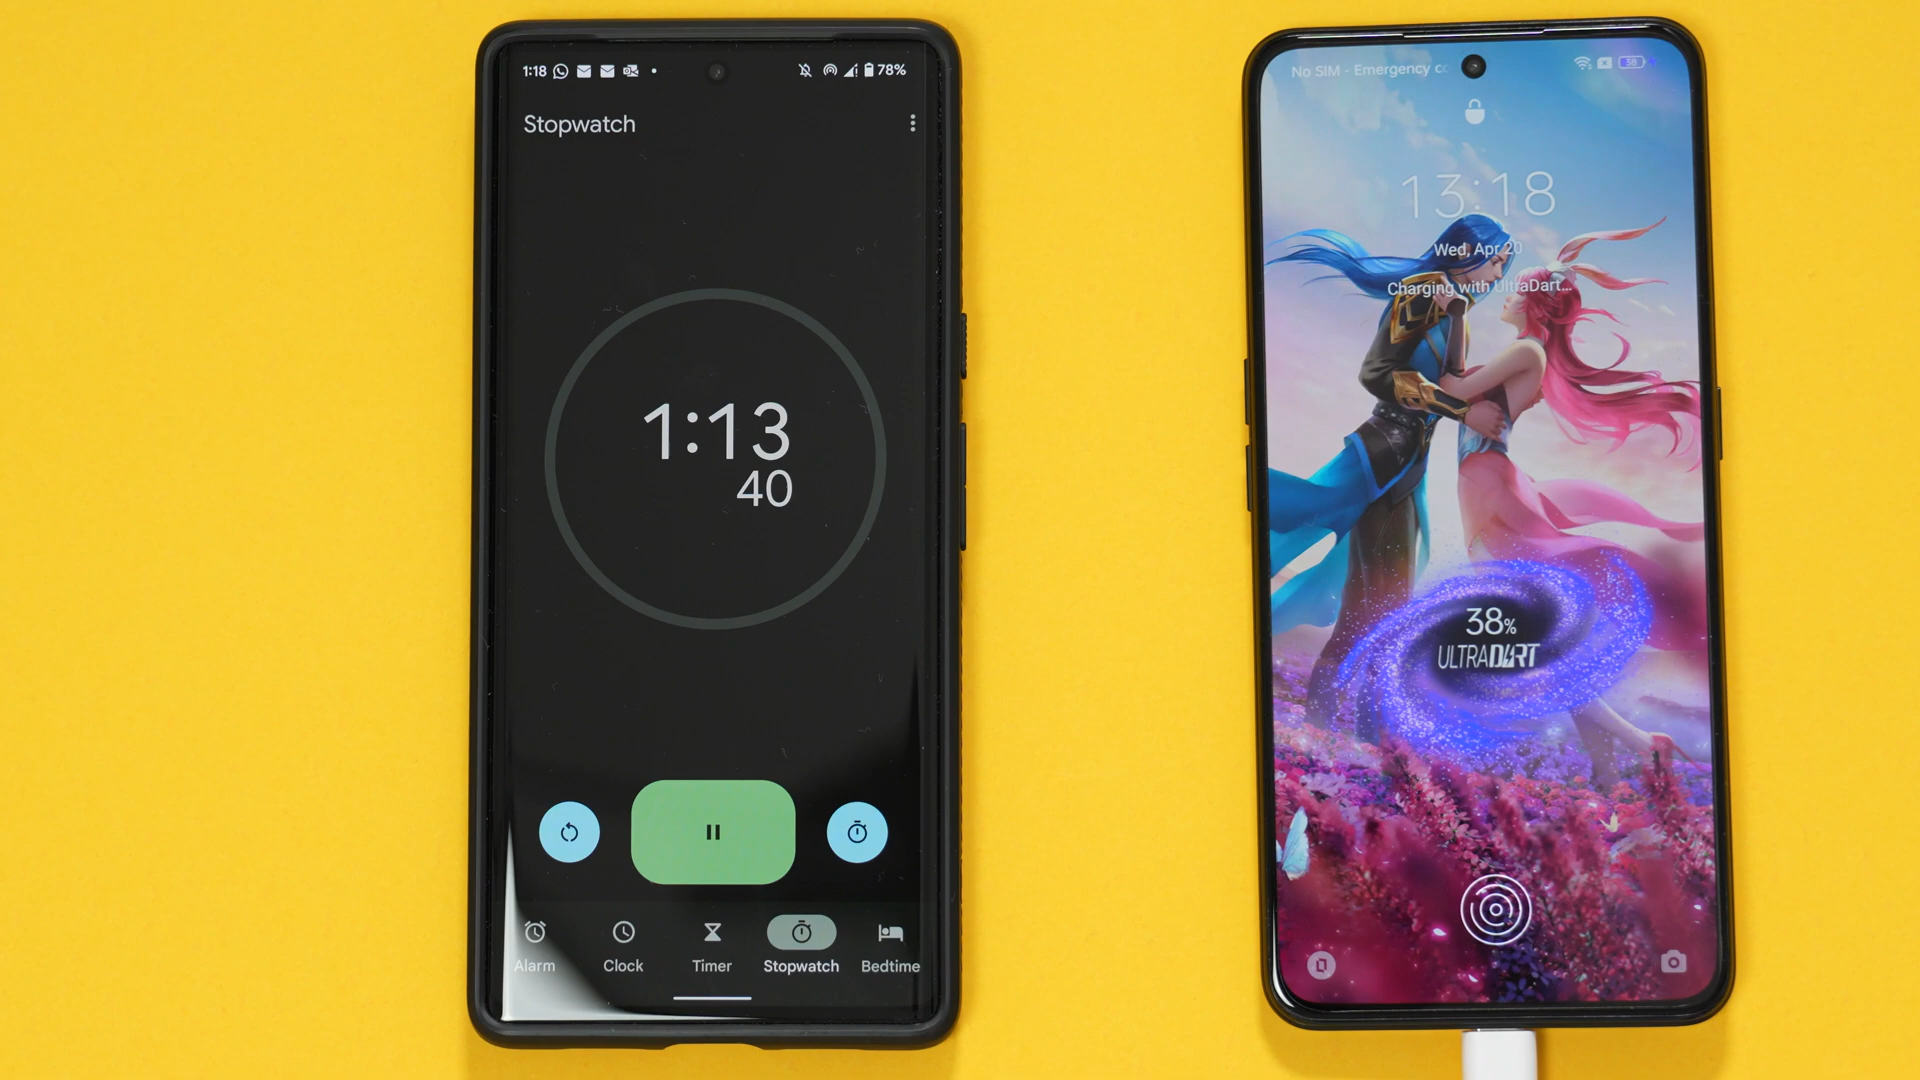 1:18
78%
Stopwatch
1:13
40
Alarm
Clock
Timer
Stopwatch
Bedtime
No SIM - Emergency c
38
13:18
Wed, Apr 20
Charging with UltraDart...
38%
ULTRADART